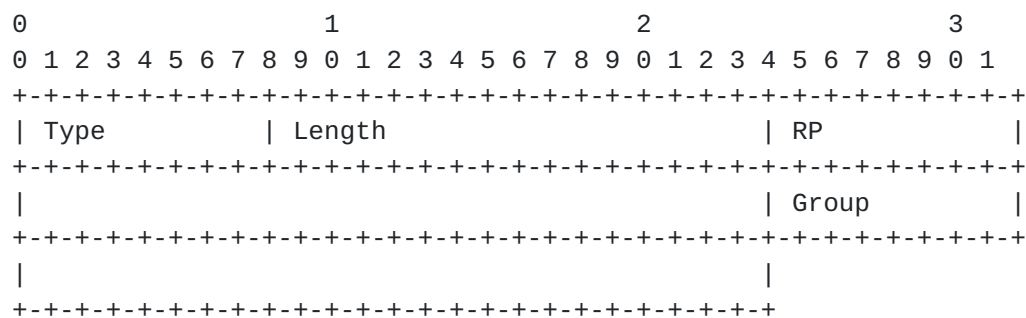 0                   1                   2                   3
0 1 2 3 4 5 6 7 8 9 0 1 2 3 4 5 6 7 8 9 0 1 2 3 4 5 6 7 8 9 0 1
+-+-+-+-+-+-+-+-+-+-+-+-+-+-+-+-+-+-+-+-+-+-+-+-+-+-+-+-+-+-+-+-+
| Type          | Length                        | RP            |
+-+-+-+-+-+-+-+-+-+-+-+-+-+-+-+-+-+-+-+-+-+-+-+-+-+-+-+-+-+-+-+-+
|                                               | Group         |
+-+-+-+-+-+-+-+-+-+-+-+-+-+-+-+-+-+-+-+-+-+-+-+-+-+-+-+-+-+-+-+-+
|                                               |
+-+-+-+-+-+-+-+-+-+-+-+-+-+-+-+-+-+-+-+-+-+-+-+-+